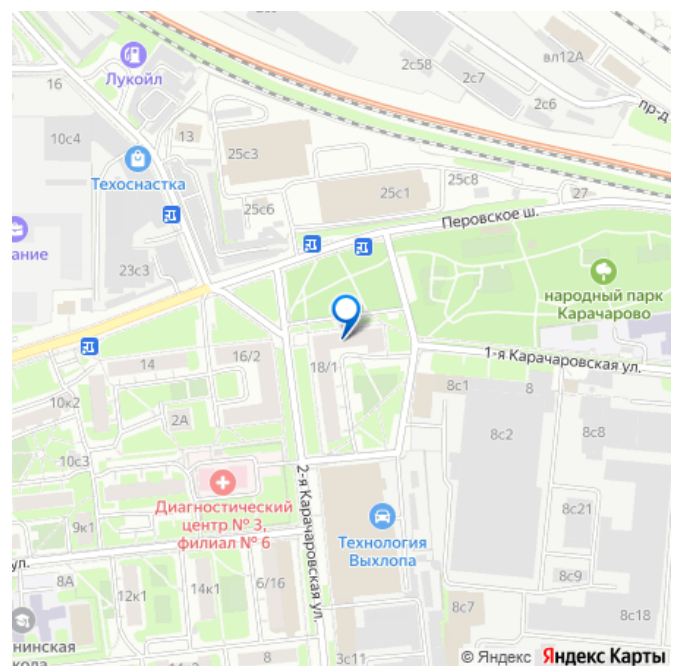 вл12А
2с58
2с7
2с6
пр-д
Лукойл
16
10с4
13
25с3
Техоснастка
25с1
25с8
27
25с6
Перовское ш.
ание
23с3
народный парк
Карачарово
14
16/2
18/1
1-я Карачаровская ул.
8с1
8
10к2
2А
8с2
8с8
10с3
Диагностический
центр № 3,
филиал № 6
9к1
2-я Карачаровская ул.
Технология
Выхлопа
8с21
ул.
8А
12к1
14к1
6/16
8с9
8с7
8с18
нинская
кола
8
3с11
© Яндекс Яндекс Карты